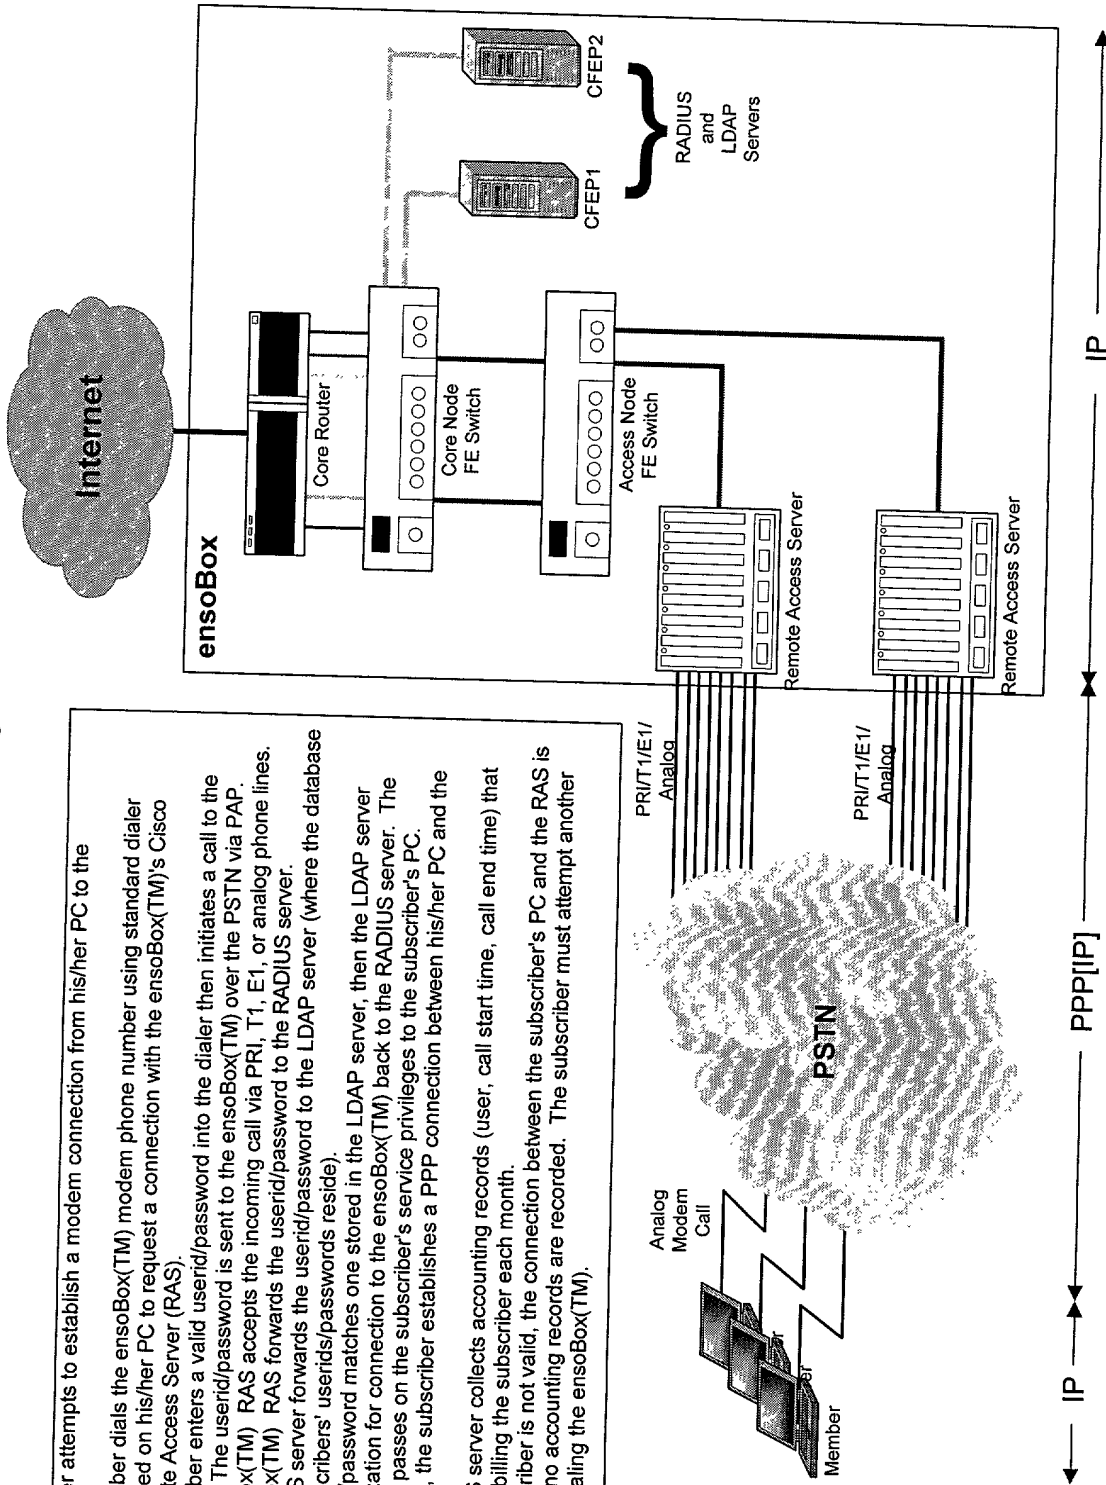 er attempts to establish a modem connection from his/her PC to the
ber dials the ensoBox(TM) modem phone number using standard dialer
ed on his/her PC to request a connection with the ensoBox(TM)'s Cisco
te Access Server (RAS).
ber enters a valid userid/password into the dialer then initiates a call to the
The userid/password is sent to the ensoBox(TM) over the PSTN via PAP.
x(TM) RAS accepts the incoming call via PRI, T1, E1, or analog phone lines.
x(TM) RAS forwards the userid/password to the RADIUS server.
S server forwards the userid/password to the LDAP server (where the database
cribers' userids/passwords reside).
password matches one stored in the LDAP server, then the LDAP server
ation for connection to the ensoBox(TM) back to the RADIUS server. The
passes on the subscriber's service privileges to the subscriber's PC.
, the subscriber establishes a PPP connection between his/her PC and the
S server collects accounting records (user, call start time, call end time) that
billing the subscriber each month.
riber is not valid, the connection between the subscriber's PC and the RAS is
no accounting records are recorded. The subscriber must attempt another
aling the ensoBox(TM).
Internet
ensoBox
Core Router
Core Node
FE Switch
Access Node
FE Switch
CFEP1
CFEP2
RADIUS
and
LDAP
Servers
Remote Access Server
Remote Access Server
PRI/T1/E1/
Analog
PRI/T1/E1/
Analog
PSTN
Analog
Modem
Call
Member
IP
PPP[IP]
IP